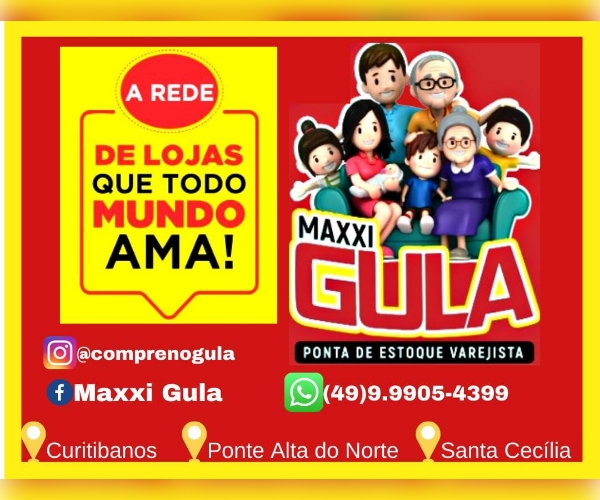 A REDE
DE LOJAS
QUE TODO
MUNDO
AMA!
MAXXI
GULA
PONTA DE ESTOQUE VAREJISTA
@comprenogula
Maxxi Gula
(49)9.9905-4399
Curitibanos
Ponte Alta do Norte
Santa Cecília